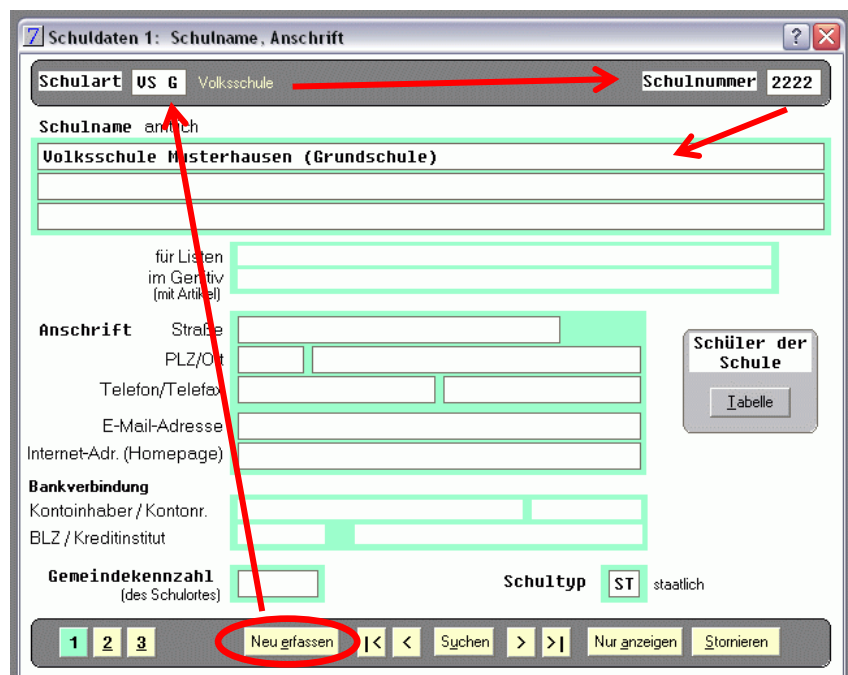 7 Schuldaten 1: Schulname, Anschrift ?
Schulart VS G Volksschule Schulnummer 2222
Schulname amtlich
Volksschule Musterhausen (Grundschule)
für Listen
im Genitiv
(mit Artikel)
Anschrift Straße
PLZ/Ort
Telefon/Telefax
E-Mail-Adresse
Internet-Adr. (Homepage)
Schüler der
Schule
Tabelle
Bankverbindung
Kontoinhaber / Kontonr.
BLZ / Kreditinstitut
Gemeindekennzahl
(des Schulortes)
Schultyp ST staatlich
1 2 3 Neu erfassen |< < Suchen > >| Nur anzeigen Stornieren